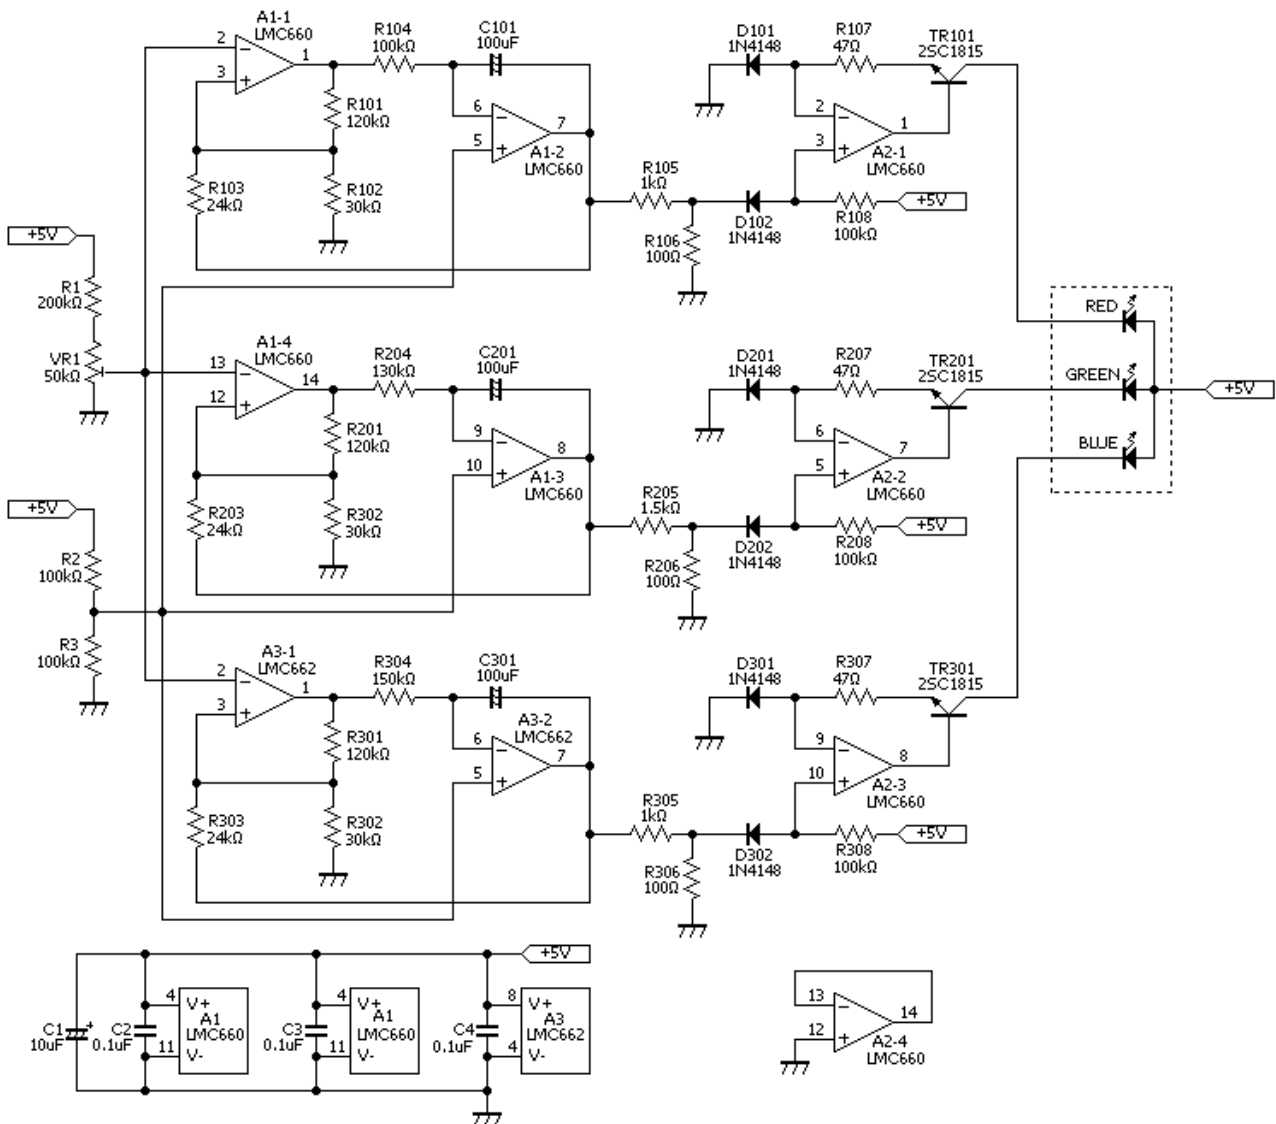 A1-1
LMC660
2
3
1
R104
100kΩ
C101
100uF
R101
120kΩ
6
5
7
A1-2
LMC660
R103
24kΩ
R102
30kΩ
D101
1N4148
R107
47Ω
TR101
2SC1815
2
3
1
A2-1
LMC660
R105
1kΩ
D102
1N4148
R108
100kΩ
+5V
R106
100Ω
+5V
R1
200kΩ
VR1
50kΩ
A1-4
LMC660
13
12
14
R204
130kΩ
C201
100uF
R201
120kΩ
9
10
8
A1-3
LMC660
R203
24kΩ
R302
30kΩ
D201
1N4148
R207
47Ω
TR201
2SC1815
6
5
7
A2-2
LMC660
R205
1.5kΩ
D202
1N4148
R208
100kΩ
+5V
R206
100Ω
RED
GREEN
BLUE
+5V
+5V
R2
100kΩ
R3
100kΩ
A3-1
LMC662
2
3
1
R304
150kΩ
C301
100uF
R301
120kΩ
6
5
7
A3-2
LMC662
R303
24kΩ
R302
30kΩ
D301
1N4148
R307
47Ω
TR301
2SC1815
9
10
8
A2-3
LMC660
R305
1kΩ
D302
1N4148
R308
100kΩ
+5V
R306
100Ω
+5V
C1
10uF
+
C2
0.1uF
4
11
V+
A1
LMC660
V-
C3
0.1uF
4
11
V+
A1
LMC660
V-
C4
0.1uF
8
4
V+
A3
LMC662
V-
13
12
14
A2-4
LMC660